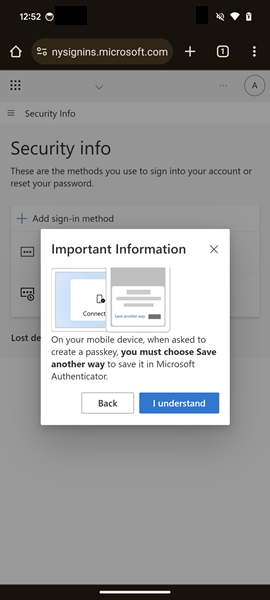 12:52
nysignins.microsoft.com
1
A
Security Info
Security info
These are the methods you use to sign into your account or
reset your password.
Add sign-in method
Important Information
Connect
Save another way
On your mobile device, when asked to
create a passkey, you must choose Save
another way to save it in Microsoft
Authenticator.
Back
I understand
Lost de